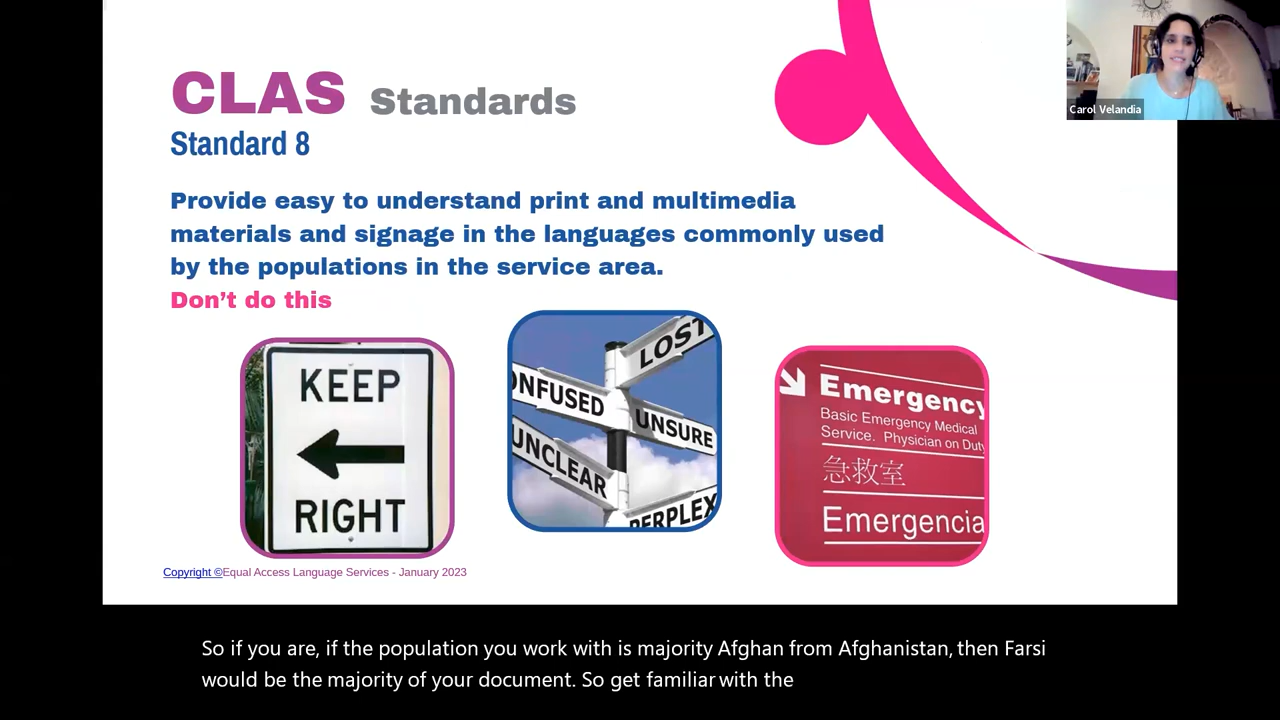 CLAS Standards
Carol Velandia
Standard 8
Provide easy to understand print and multimedia
materials and signage in the languages commonly used
by the populations in the service area.
Don't do this
KEEP
RIGHT
LOST
ONFUSED
UNSURE
UNCLEAR
PERPLEX
Emergency
Basic Emergency Medical
Service. Physician on Duty
急救室
Emergencia
Copyright ©Equal Access Language Services - January 2023
So if you are, if the population you work with is majority Afghan from Afghanistan, then Farsi
would be the majority of your document. So get familiar with the